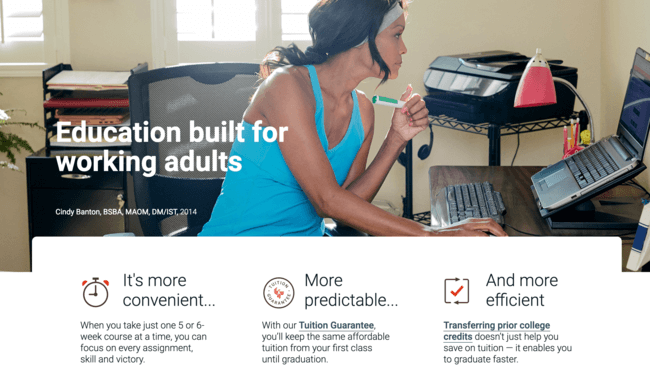 Education built for
working adults
Cindy Banton, BSBA, MAOM, DM/IST, 2014
It's more
convenient...
When you take just one 5 or 6-
week course at a time, you can
focus on every assignment,
skill and victory.
TUITION
GUARANTEE
More
predictable...
With our Tuition Guarantee,
you'll keep the same affordable
tuition from your first class
until graduation.
And more
efficient
Transferring prior college
credits doesn't just help you
save on tuition — it enables you
to graduate faster.